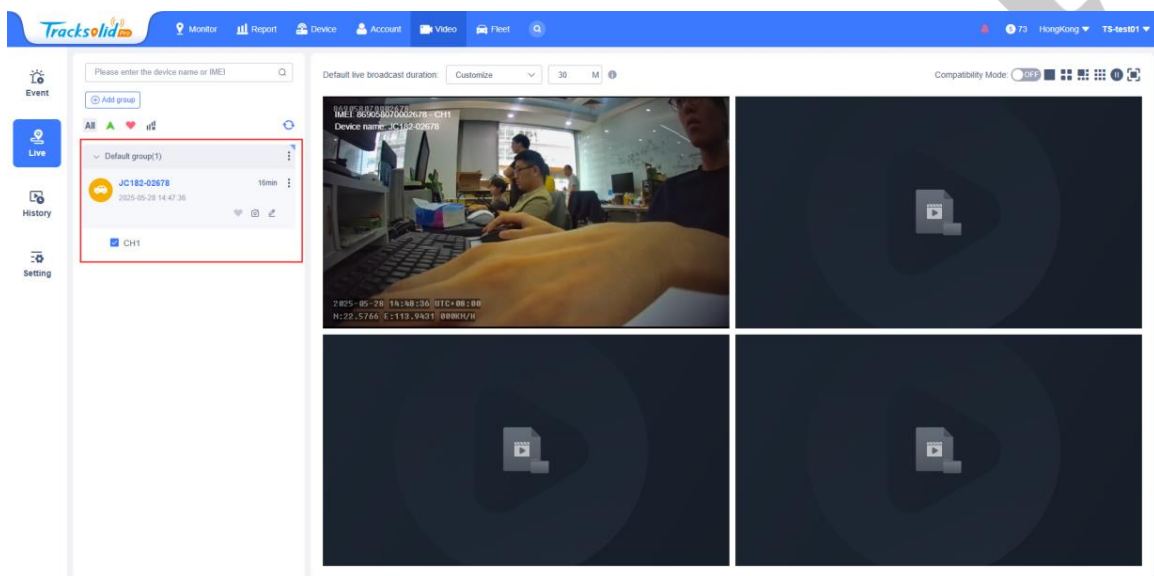 Tracksolid Pro
Monitor
Report
Device
Account
Video
Fleet
73
HongKong
TS-test01
Event
Live
History
Setting
Please enter the device name or IMEI
Add group
All
Default group(1)
JC182-02678
16min
2025-05-28 14:47:36
CH1
Default live broadcast duration:
Customize
30
M
Compatibility Mode:
OFF
IMEI: 869058070002678 - CH1
Device name: JC182-02678
2025-05-28 14:48:36 UTC+08:00
N:22.5766 E:113.9431 000KM/H